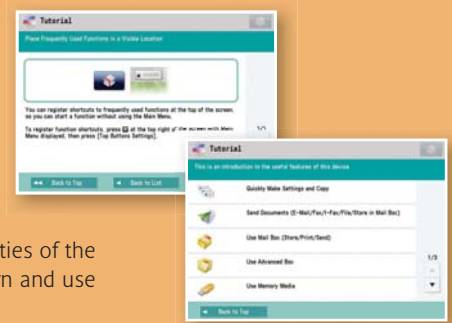 Tutorial
Place Frequently Used Functions in a Visible Location
You can register shortcuts to frequently used functions at the top of the screen,
so you can start a function without using the Main Menu.
To register function shortcuts, press at the top right of the screen with Main
Menu displayed, then press [Top Buttons Settings].
1/1
Back to Top
Back to List
Tutorial
This is an introduction to the useful features of this device
Quickly Make Settings and Copy
Send Documents (E-Mail/Fax/I-Fax/File/Store in Mail Box)
Use Mail Box (Store/Print/Send)
Use Advanced Box
Use Memory Media
1/3
Back to Top
ties of the
n and use